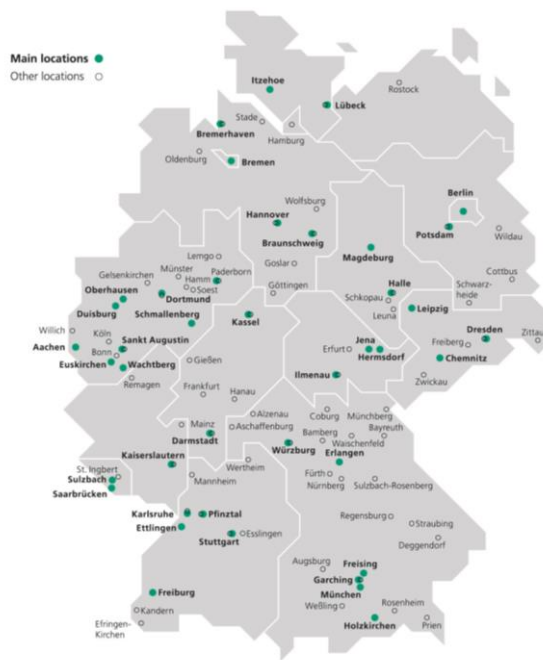 Main locations
Other locations
Itzehoe
Rostock
Lübeck
Stade
Bremerhaven
Hamburg
Oldenburg
Bremen
Wolfsburg
Berlin
Hannover
Potsdam
Wildau
Braunschweig
Magdeburg
Lemgo
Goslar
Cottbus
Münster
Paderborn
Gelsenkirchen
Hamm
Soest
Göttingen
Halle
Schwarz-
heide
Oberhausen
Dortmund
Schkopau
Leipzig
Leuna
Duisburg
Schmallenberg
Kassel
Willich
Köln
Sankt Augustin
Dresden
Zittau
Aachen
Bonn
Erfurt
Jena
Hermsdorf
Freiberg
Chemnitz
Euskirchen
Wachtberg
Gießen
Ilmenau
Zwickau
Remagen
Frankfurt
Hanau
Alzenau
Coburg
Münchberg
Mainz
Aschaffenburg
Bamberg
Bayreuth
Darmstadt
Würzburg
Waischenfeld
Erlangen
Kaiserslautern
Wertheim
St. Ingbert
Sulzbach
Mannheim
Fürth
Nürnberg
Sulzbach-Rosenberg
Saarbrücken
Karlsruhe
Pfinztal
Regensburg
Ettlingen
Straubing
Stuttgart
Esslingen
Deggendorf
Augsburg
Freising
Garching
Freiburg
München
Kandern
Weßling
Rosenheim
Efringen-
Kirchen
Holzkirchen
Prien